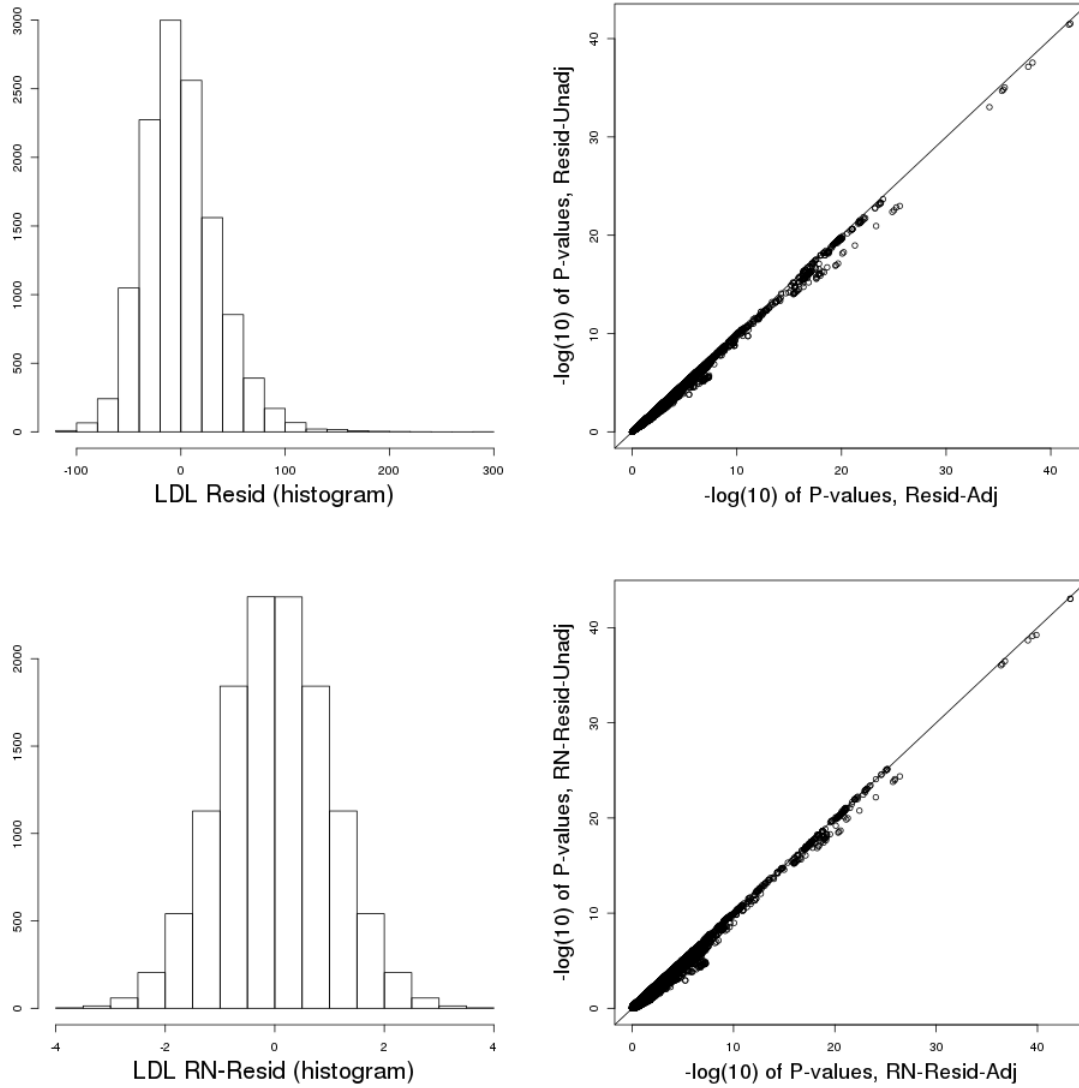 3000
2500
2000
1500
1000
500
0
-100 0 100 200 300
LDL Resid (histogram)
-log(10) of P-values, Resid-Unadj
40
30
20
10
0
0 10 20 30 40
-log(10) of P-values, Resid-Adj
2000
1500
1000
500
0
-4 -2 0 2 4
LDL RN-Resid (histogram)
-log(10) of P-values, RN-Resid-Unadj
40
30
20
10
0
0 10 20 30 40
-log(10) of P-values, RN-Resid-Adj